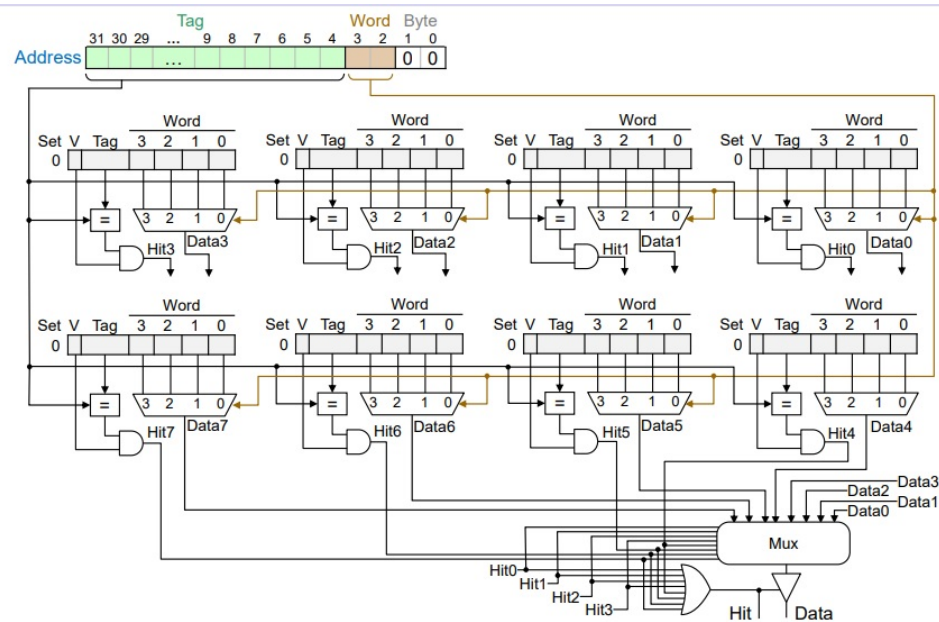 Tag Word Byte
31 30 29 ... 9 8 7 6 5 4 3 2 1 0
Address ... 0 0
Word Word Word Word
Set V Tag 3 2 1 0 Set V Tag 3 2 1 0 Set V Tag 3 2 1 0 Set V Tag 3 2 1 0
0 0 0 0
= 3 2 1 0 = 3 2 1 0 = 3 2 1 0 = 3 2 1 0
Hit3 Data3 Hit2 Data2 Hit1 Data1 Hit0 Data0
Word Word Word Word
Set V Tag 3 2 1 0 Set V Tag 3 2 1 0 Set V Tag 3 2 1 0 Set V Tag 3 2 1 0
0 0 0 0
= 3 2 1 0 = 3 2 1 0 = 3 2 1 0 = 3 2 1 0
Hit7 Data7 Hit6 Data6 Hit5 Data5 Hit4 Data4
Data3
Data2
Data1
Data0
Mux
Hit0
Hit1
Hit2
Hit3
Hit Data